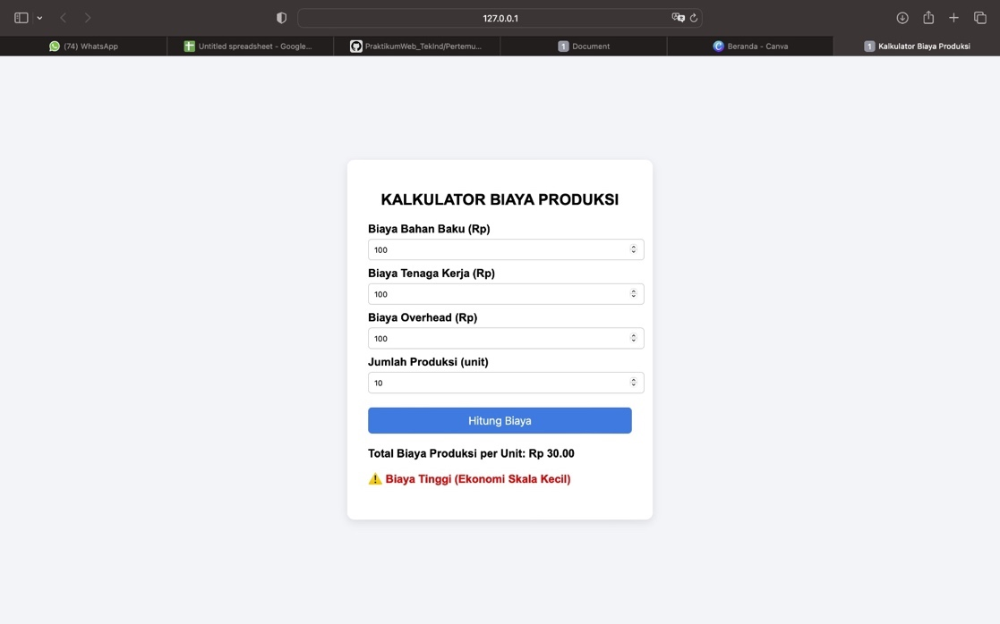 127.0.0.1
(74) WhatsApp
Untitled spreadsheet - Google...
PraktikumWeb_TekInd/Pertemu...
1 Document
Beranda - Canva
1 Kalkulator Biaya Produksi
KALKULATOR BIAYA PRODUKSI
Biaya Bahan Baku (Rp)
100
Biaya Tenaga Kerja (Rp)
100
Biaya Overhead (Rp)
100
Jumlah Produksi (unit)
10
Hitung Biaya
Total Biaya Produksi per Unit: Rp 30.00
⚠️ Biaya Tinggi (Ekonomi Skala Kecil)